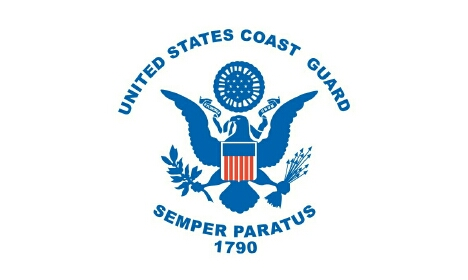 UNITED STATES COAST GUARD
SEMPER PARATUS
1790